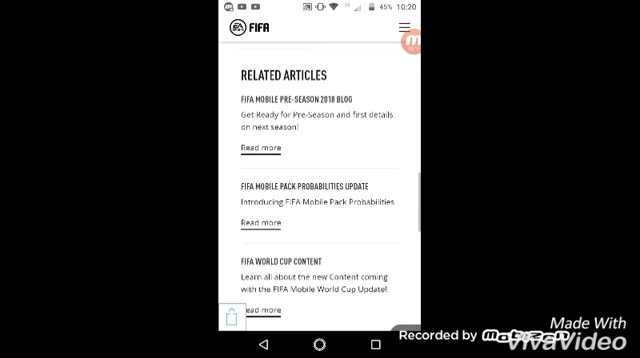 45% 10:20
EA SPORTS FIFA
RELATED ARTICLES
FIFA MOBILE PRE-SEASON 2018 BLOG
Get Ready for Pre-Season and first details
on next season!
Read more
FIFA MOBILE PACK PROBABILITIES UPDATE
Introducing FIFA Mobile Pack Probabilities
Read more
FIFA WORLD CUP CONTENT
Learn all about the new Content coming
with the FIFA Mobile World Cup Update!
Read more
Made With
VivaVideo
Recorded by Mobizen